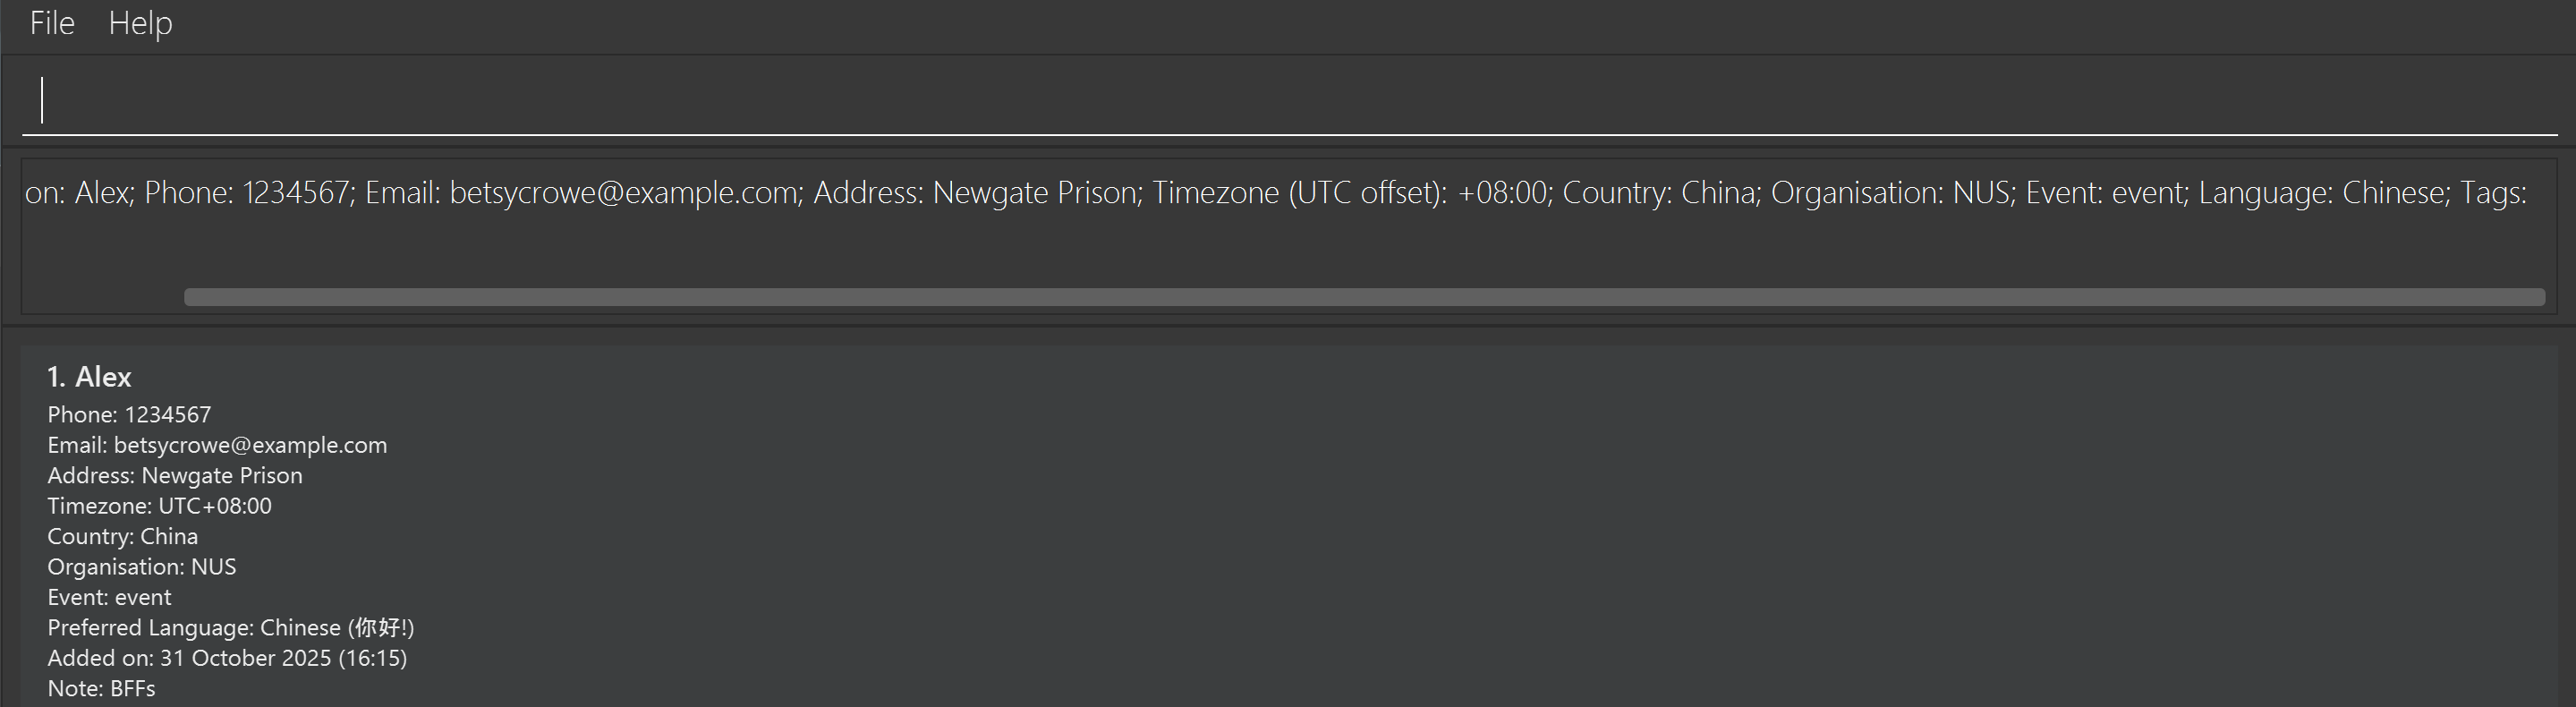 File Help
on: Alex; Phone: 1234567; Email: betsycrowe@example.com; Address: Newgate Prison; Timezone (UTC offset): +08:00; Country: China; Organisation: NUS; Event: event; Language: Chinese; Tags:
1. Alex
Phone: 1234567
Email: betsycrowe@example.com
Address: Newgate Prison
Timezone: UTC+08:00
Country: China
Organisation: NUS
Event: event
Preferred Language: Chinese (你好!)
Added on: 31 October 2025 (16:15)
Note: BFFs